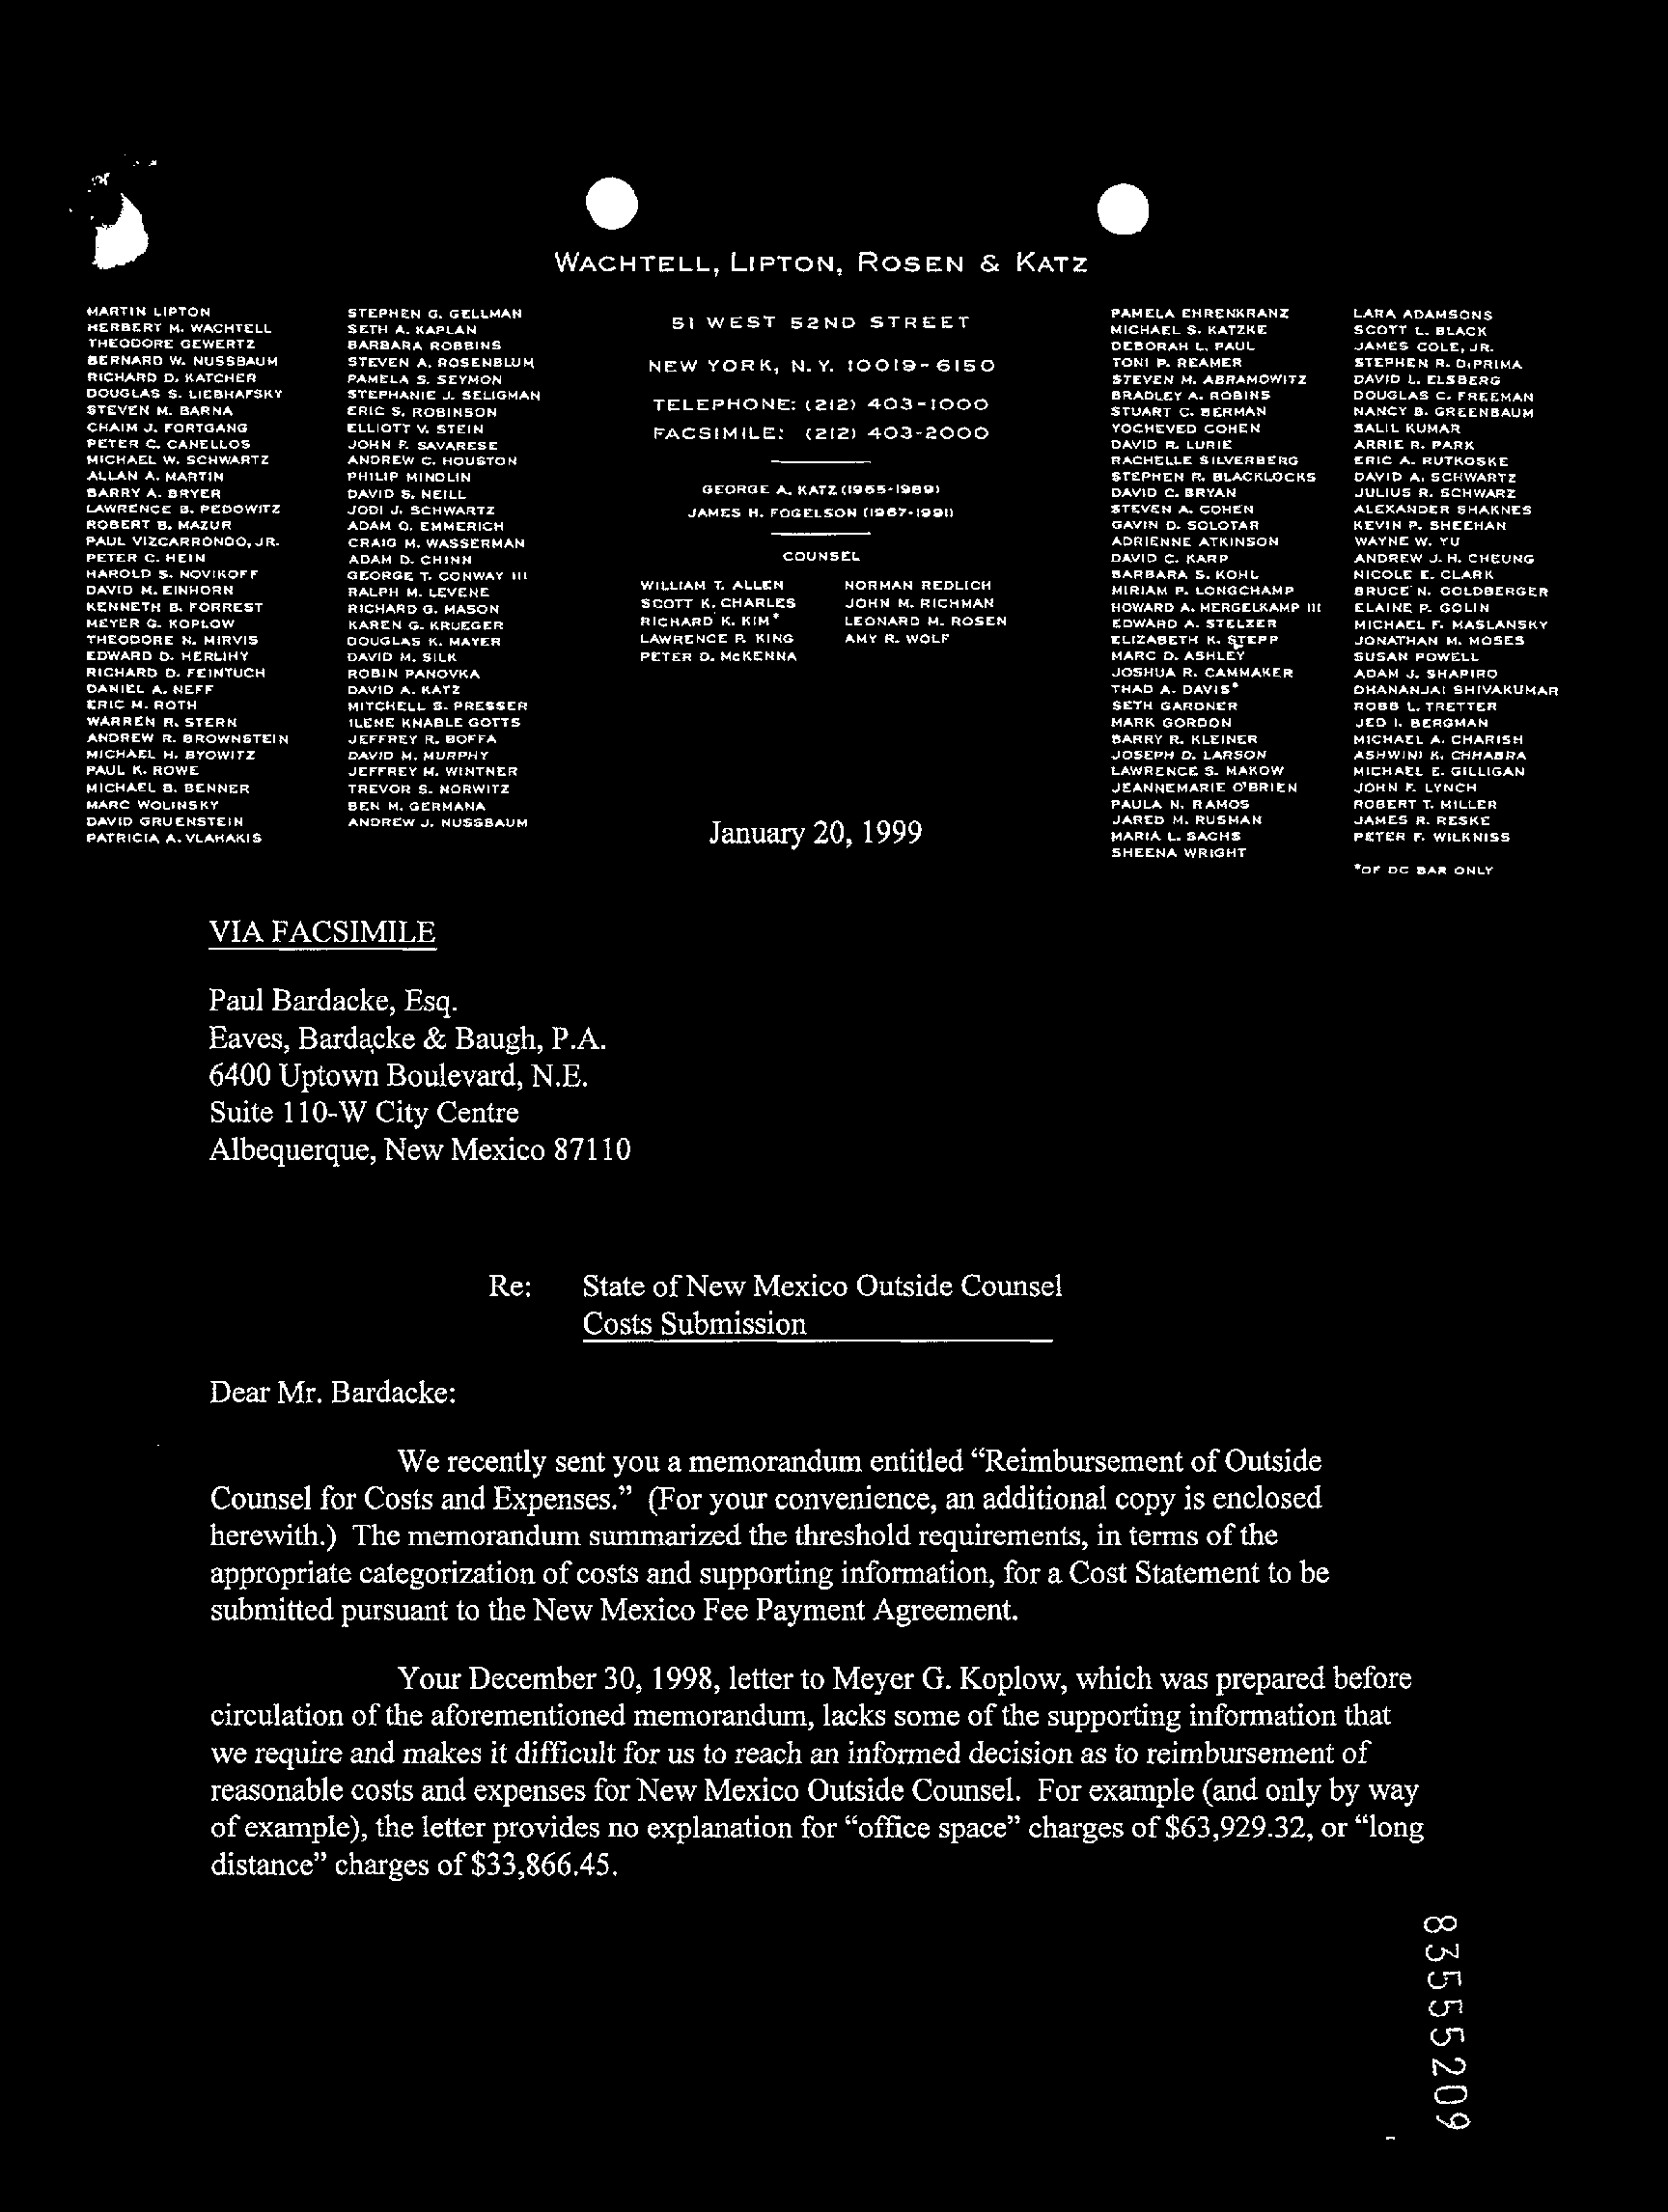 WACHTELL, LIPTON, ROSEN & KATZ
MARTIN LIPTON
HERBERT M. WACHTELL
THEODORE GEWERTZ
BERNARD W. NUSSBAUM
RICHARD D. KATCHER
DOUGLAS S. LIEBHAFSKY
STEVEN M. BARNA
CHAIM J. FORTGANG
PETER C. CANELLOS
MICHAEL W. SCHWARTZ
ALLAN A. MARTIN
BARRY A. BRYER
LAWRENCE B. PEDOWITZ
ROBERT B. MAZUR
PAUL VIZCARRONDO, JR.
PETER C. HEIN
HAROLD S. NOVIKOFF
DAVID M. EINHORN
KENNETH B. FORREST
MEYER G. KOPLOW
THEODORE N. MIRVIS
EDWARD D. HERLIHY
RICHARD D. FEINTUCH
DANIEL A. NEFF
ERIC M. ROTH
WARREN R. STERN
ANDREW R. BROWNSTEIN
MICHAEL H. BYOWITZ
PAUL K. ROWE
MICHAEL B. BENNER
MARC WOLINSKY
DAVID GRUENSTEIN
PATRICIA A. VLAHAKIS
STEPHEN G. GELLMAN
SETH A. KAPLAN
BARBARA ROBBINS
STEVEN A. ROSENBLUM
PAMELA S. SEYMON
STEPHANIE J. SELIGMAN
ERIC S. ROBINSON
ELLIOTT V. STEIN
JOHN F. SAVARESE
ANDREW C. HOUSTON
PHILIP MINDLIN
DAVID S. NEILL
JODI J. SCHWARTZ
ADAM O. EMMERICH
CRAIG M. WASSERMAN
ADAM D. CHINN
GEORGE T. CONWAY III
RALPH M. LEVENE
RICHARD G. MASON
KAREN G. KRUEGER
DOUGLAS K. MAYER
DAVID M. SILK
ROBIN PANOVKA
DAVID A. KATZ
MITCHELL S. PRESSER
ILENE KNABLE GOTTS
JEFFREY R. BOFFA
DAVID M. MURPHY
JEFFREY M. WINTNER
TREVOR S. NORWITZ
BEN M. GERMANA
ANDREW J. NUSSBAUM
51 WEST 52ND STREET
NEW YORK, N.Y. 10019-6150
TELEPHONE: (212) 403-1000
FACSIMILE: (212) 403-2000
GEORGE A. KATZ (1965-1989)
JAMES H. FOGELSON (1967-1991)
COUNSEL
WILLIAM T. ALLEN
SCOTT K. CHARLES
RICHARD K. KIM*
LAWRENCE P. KING
PETER D. McKENNA
NORMAN REDLICH
JOHN M. RICHMAN
LEONARD M. ROSEN
AMY R. WOLF
January 20, 1999
PAMELA EHRENKRANZ
MICHAEL S. KATZKE
DEBORAH L. PAUL
TONI P. REAMER
STEVEN M. ABRAMOWITZ
BRADLEY A. ROBINS
STUART C. BERMAN
YOCHEVED COHEN
DAVID R. LURIE
RACHELLE SILVERBERG
STEPHEN R. BLACKLOCKS
DAVID C. BRYAN
STEVEN A. COHEN
GAVIN D. SOLOTAR
ADRIENNE ATKINSON
DAVID C. KARP
BARBARA S. KOHL
MIRIAM P. LONGCHAMP
HOWARD A. HERGELKAMP III
EDWARD A. STELZER
ELIZABETH K. STEPP
MARC D. ASHLEY
JOSHUA R. CAMMAKER
THAD A. DAVIS*
SETH GARDNER
MARK GORDON
BARRY R. KLEINER
JOSEPH D. LARSON
LAWRENCE S. MAKOW
JEANNEMARIE O'BRIEN
PAULA N. RAMOS
JARED M. RUSMAN
MARIA L. SACHS
SHEENA WRIGHT
LARA ADAMSONS
SCOTT L. BLACK
JAMES COLE, JR.
STEPHEN R. DiPRIMA
DAVID L. ELSBERG
DOUGLAS C. FREEMAN
NANCY B. GREENBAUM
SALIL KUMAR
ARRIE R. PARK
ERIC A. RUTKOSKE
DAVID A. SCHWARTZ
JULIUS R. SCHWARZ
ALEXANDER SHAKNES
KEVIN P. SHEEHAN
WAYNE W. YU
ANDREW J. H. CHEUNG
NICOLE E. CLARK
BRUCE N. GOLDBERGER
ELAINE P. GOLIN
MICHAEL F. MASLANSKY
JONATHAN M. MOSES
SUSAN POWELL
ADAM J. SHAPIRO
DHANANJAI SHIVAKUMAR
ROBB L. TRETTER
JED I. BERGMAN
MICHAEL A. CHARISH
ASHWINI K. CHHABRA
MICHAEL E. GILLIGAN
JOHN F. LYNCH
ROBERT T. MILLER
JAMES R. RESKE
PETER F. WILKNISS
*OF DC BAR ONLY
VIA FACSIMILE
Paul Bardacke, Esq.
Eaves, Bardacke & Baugh, P.A.
6400 Uptown Boulevard, N.E.
Suite 110-W City Centre
Albequerque, New Mexico 87110
Re: State of New Mexico Outside Counsel
Costs Submission
Dear Mr. Bardacke:
We recently sent you a memorandum entitled “Reimbursement of Outside
Counsel for Costs and Expenses.” (For your convenience, an additional copy is enclosed
herewith.) The memorandum summarized the threshold requirements, in terms of the
appropriate categorization of costs and supporting information, for a Cost Statement to be
submitted pursuant to the New Mexico Fee Payment Agreement.
Your December 30, 1998, letter to Meyer G. Koplow, which was prepared before
circulation of the aforementioned memorandum, lacks some of the supporting information that
we require and makes it difficult for us to reach an informed decision as to reimbursement of
reasonable costs and expenses for New Mexico Outside Counsel. For example (and only by way
of example), the letter provides no explanation for “office space” charges of $63,929.32, or “long
distance” charges of $33,866.45.
83555209